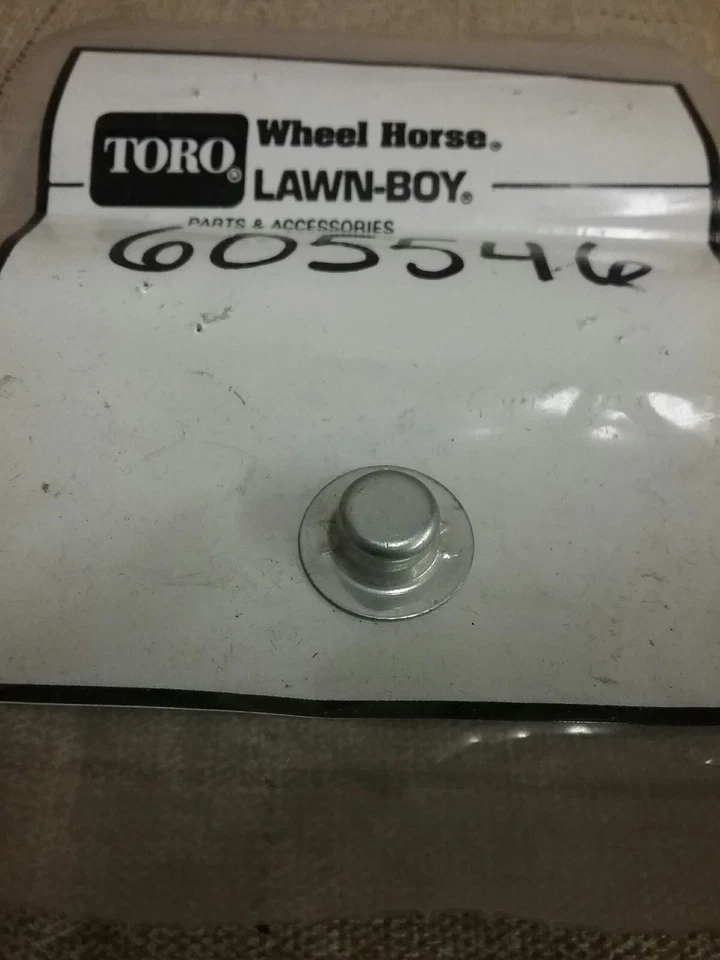 TORO® Wheel Horse®
LAWN-BOY®
PARTS & ACCESSORIES
605546